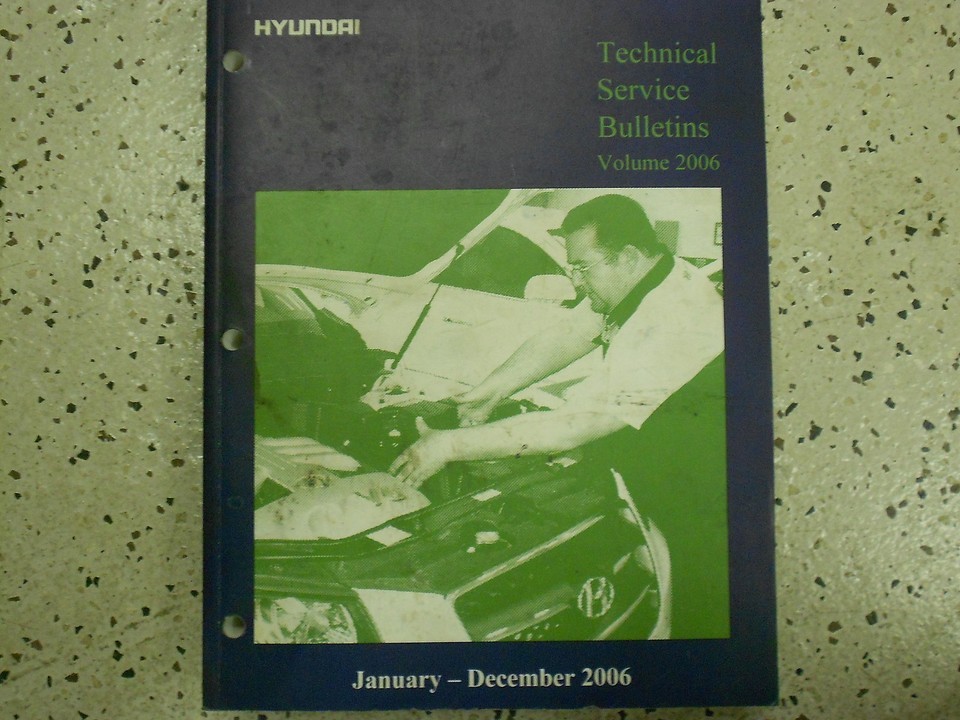 HYUNDAI
Technical
Service
Bulletins
Volume 2006
January – December 2006